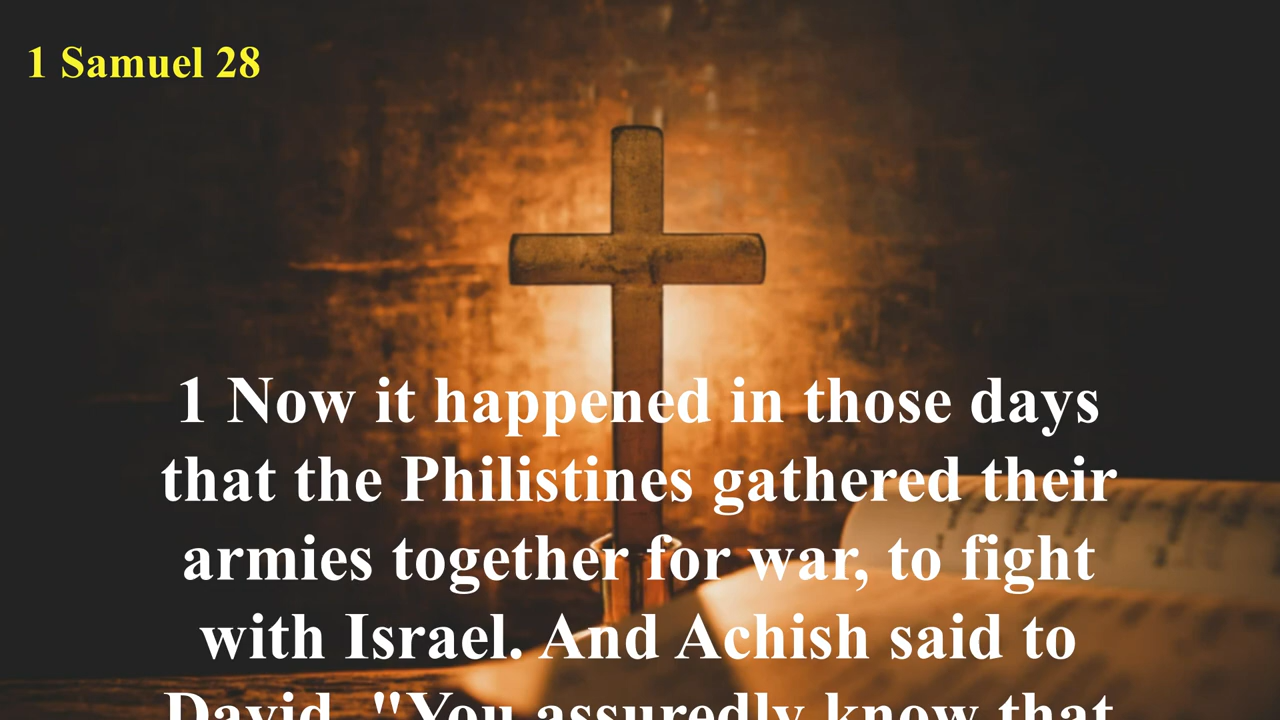 1 Samuel 28
1 Now it happened in those days
that the Philistines gathered their
armies together for war, to fight
with Israel. And Achish said to
David, "You assuredly know that